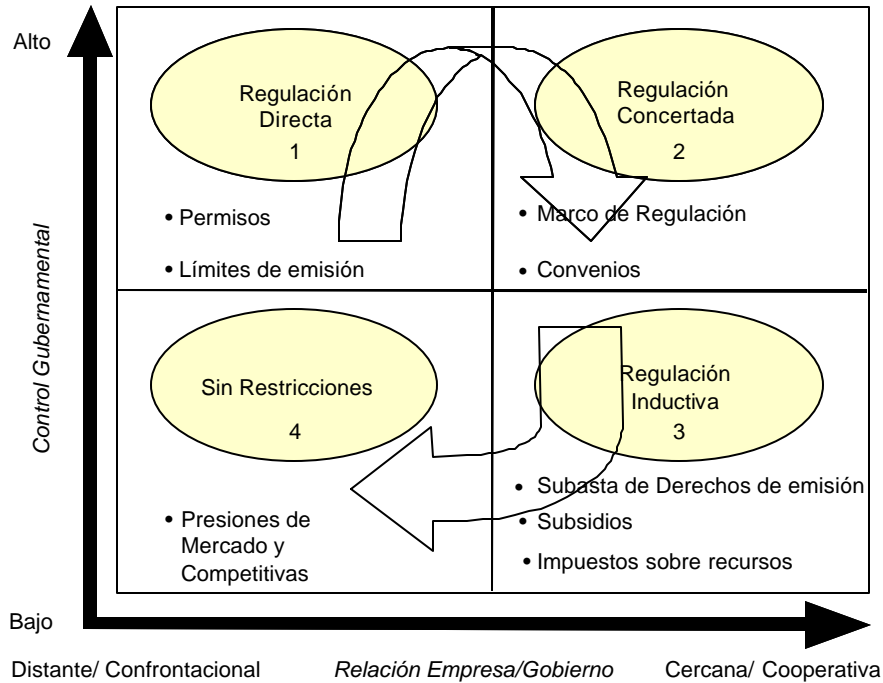 Alto
Regulación
Directa
1
Regulación
Concertada
2
• Permisos
• Límites de emisión
• Marco de Regulación
• Convenios
Control Gubernamental
Sin Restricciones
4
Regulación
Inductiva
3
• Presiones de
Mercado y
Competitivas
• Subasta de Derechos de emisión
• Subsidios
• Impuestos sobre recursos
Bajo
Distante/ Confrontacional
Relación Empresa/Gobierno
Cercana/ Cooperativa